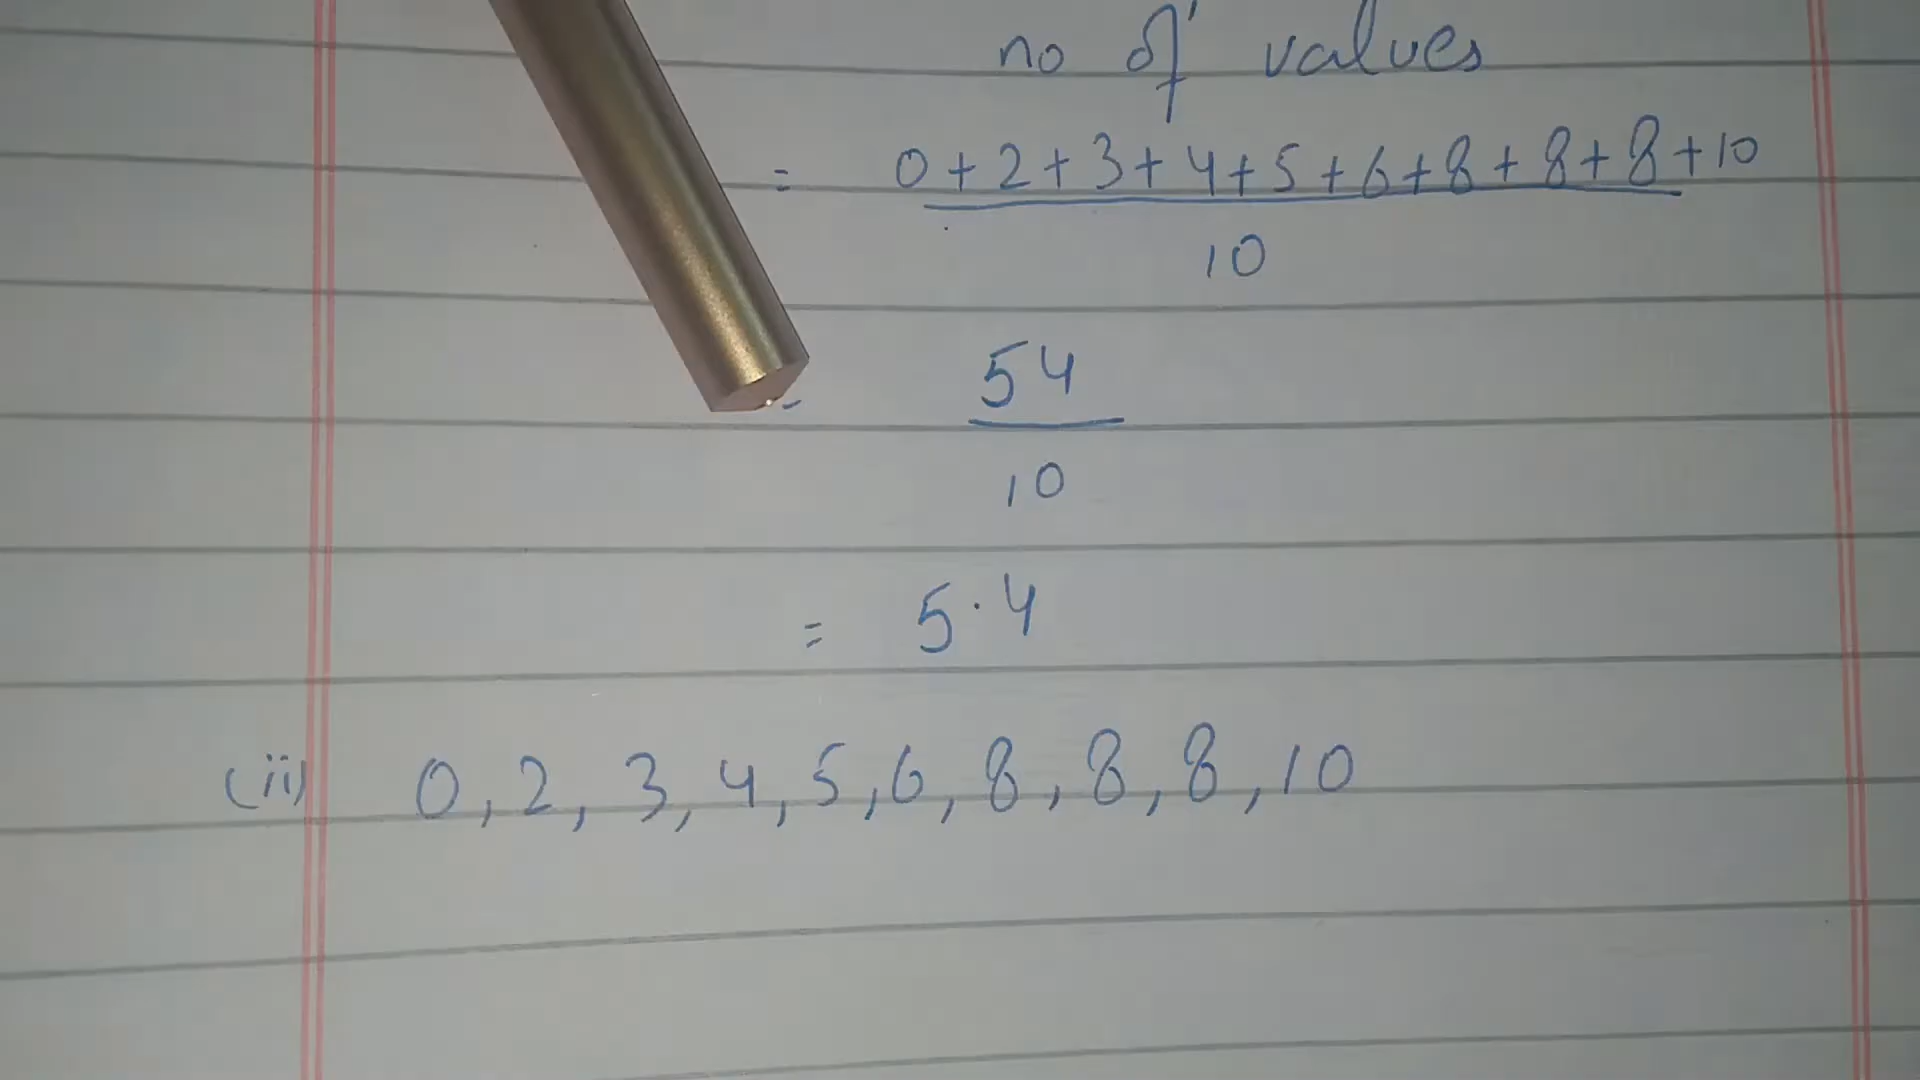 no of values
= 0+2+3+4+5+6+8+8+8+10
10
= 54
10
= 5.4
(ii) 0, 2, 3, 4, 5, 6, 8, 8, 8, 10